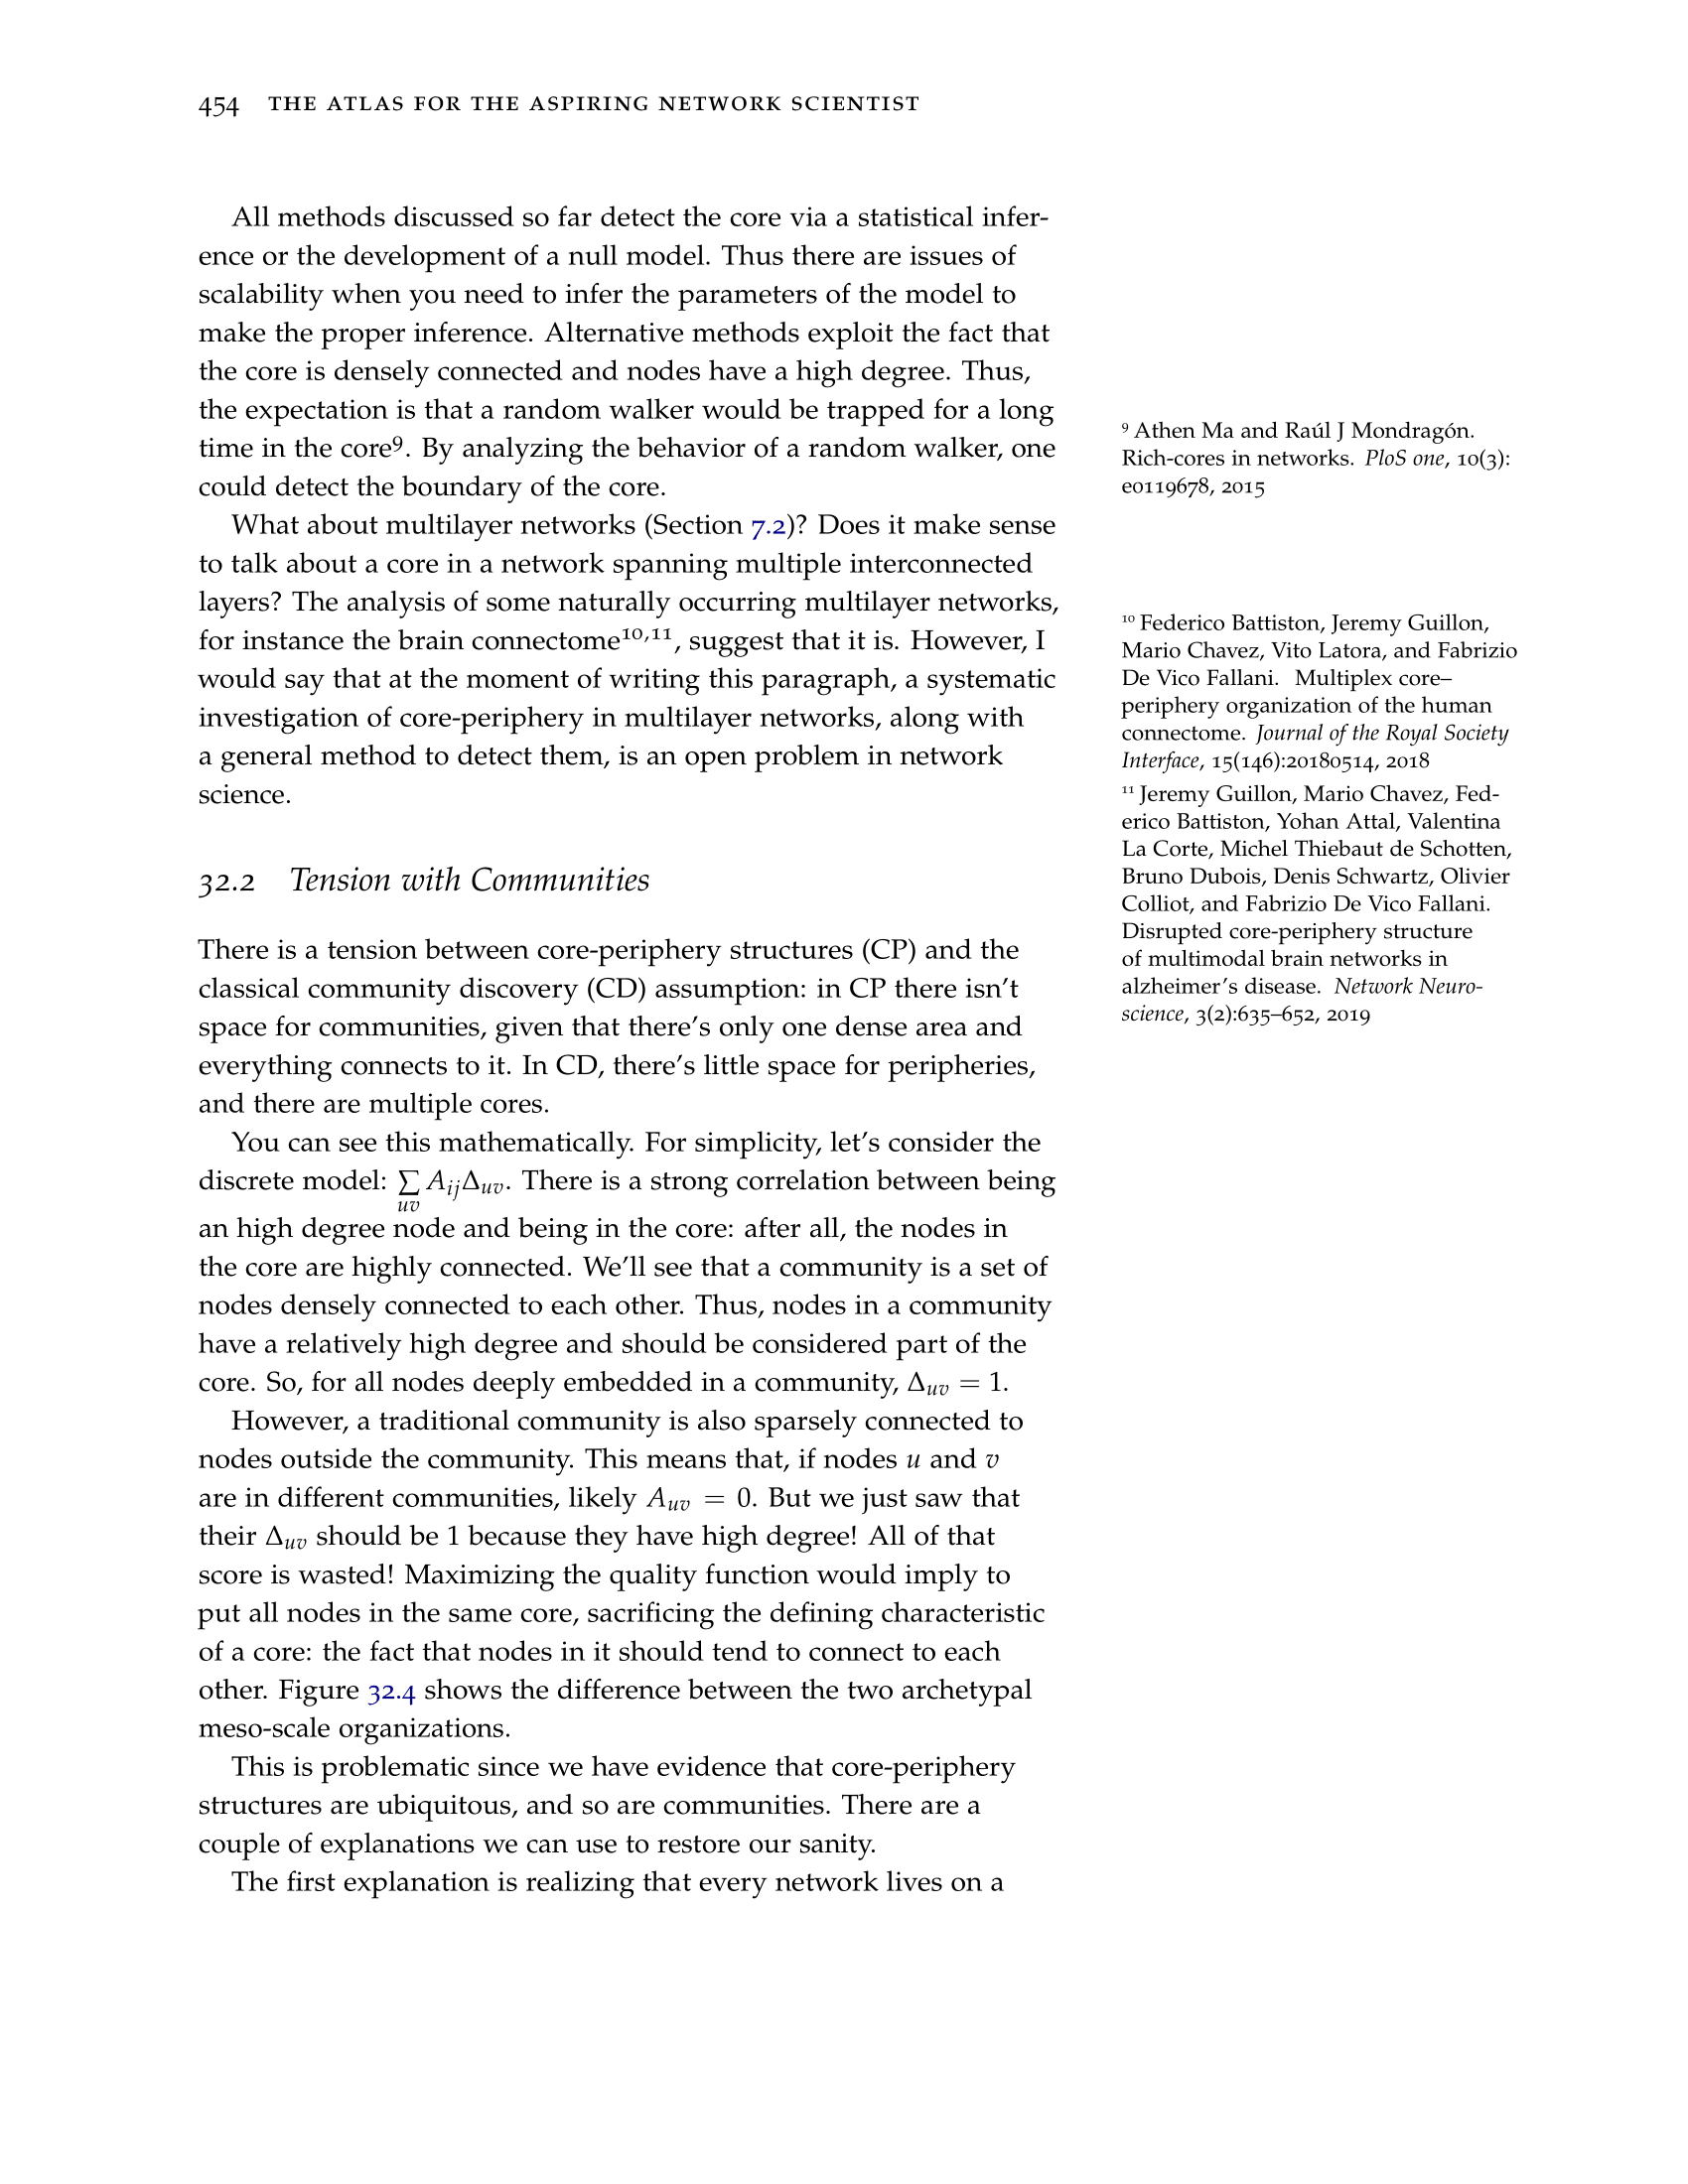 454 THE ATLAS FOR THE ASPIRING NETWORK SCIENTIST
All methods discussed so far detect the core via a statistical infer-
ence or the development of a null model. Thus there are issues of
scalability when you need to infer the parameters of the model to
make the proper inference. Alternative methods exploit the fact that
the core is densely connected and nodes have a high degree. Thus,
the expectation is that a random walker would be trapped for a long
time in the core⁹. By analyzing the behavior of a random walker, one
could detect the boundary of the core.
What about multilayer networks (Section 7.2)? Does it make sense
to talk about a core in a network spanning multiple interconnected
layers? The analysis of some naturally occurring multilayer networks,
for instance the brain connectome¹⁰,¹¹, suggest that it is. However, I
would say that at the moment of writing this paragraph, a systematic
investigation of core-periphery in multilayer networks, along with
a general method to detect them, is an open problem in network
science.
32.2 Tension with Communities
There is a tension between core-periphery structures (CP) and the
classical community discovery (CD) assumption: in CP there isn't
space for communities, given that there's only one dense area and
everything connects to it. In CD, there's little space for peripheries,
and there are multiple cores.
You can see this mathematically. For simplicity, let's consider the
discrete model: ∑ A_ij Δ_uv. There is a strong correlation between being
uv
an high degree node and being in the core: after all, the nodes in
the core are highly connected. We'll see that a community is a set of
nodes densely connected to each other. Thus, nodes in a community
have a relatively high degree and should be considered part of the
core. So, for all nodes deeply embedded in a community, Δ_uv = 1.
However, a traditional community is also sparsely connected to
nodes outside the community. This means that, if nodes u and v
are in different communities, likely A_uv = 0. But we just saw that
their Δ_uv should be 1 because they have high degree! All of that
score is wasted! Maximizing the quality function would imply to
put all nodes in the same core, sacrificing the defining characteristic
of a core: the fact that nodes in it should tend to connect to each
other. Figure 32.4 shows the difference between the two archetypal
meso-scale organizations.
This is problematic since we have evidence that core-periphery
structures are ubiquitous, and so are communities. There are a
couple of explanations we can use to restore our sanity.
The first explanation is realizing that every network lives on a
⁹ Athen Ma and Raúl J Mondragón.
Rich-cores in networks. PloS one, 10(3):
e0119678, 2015
¹⁰ Federico Battiston, Jeremy Guillon,
Mario Chavez, Vito Latora, and Fabrizio
De Vico Fallani. Multiplex core–
periphery organization of the human
connectome. Journal of the Royal Society
Interface, 15(146):20180514, 2018
¹¹ Jeremy Guillon, Mario Chavez, Fed-
erico Battiston, Yohan Attal, Valentina
La Corte, Michel Thiebaut de Schotten,
Bruno Dubois, Denis Schwartz, Olivier
Colliot, and Fabrizio De Vico Fallani.
Disrupted core-periphery structure
of multimodal brain networks in
alzheimer's disease. Network Neuro-
science, 3(2):635–652, 2019